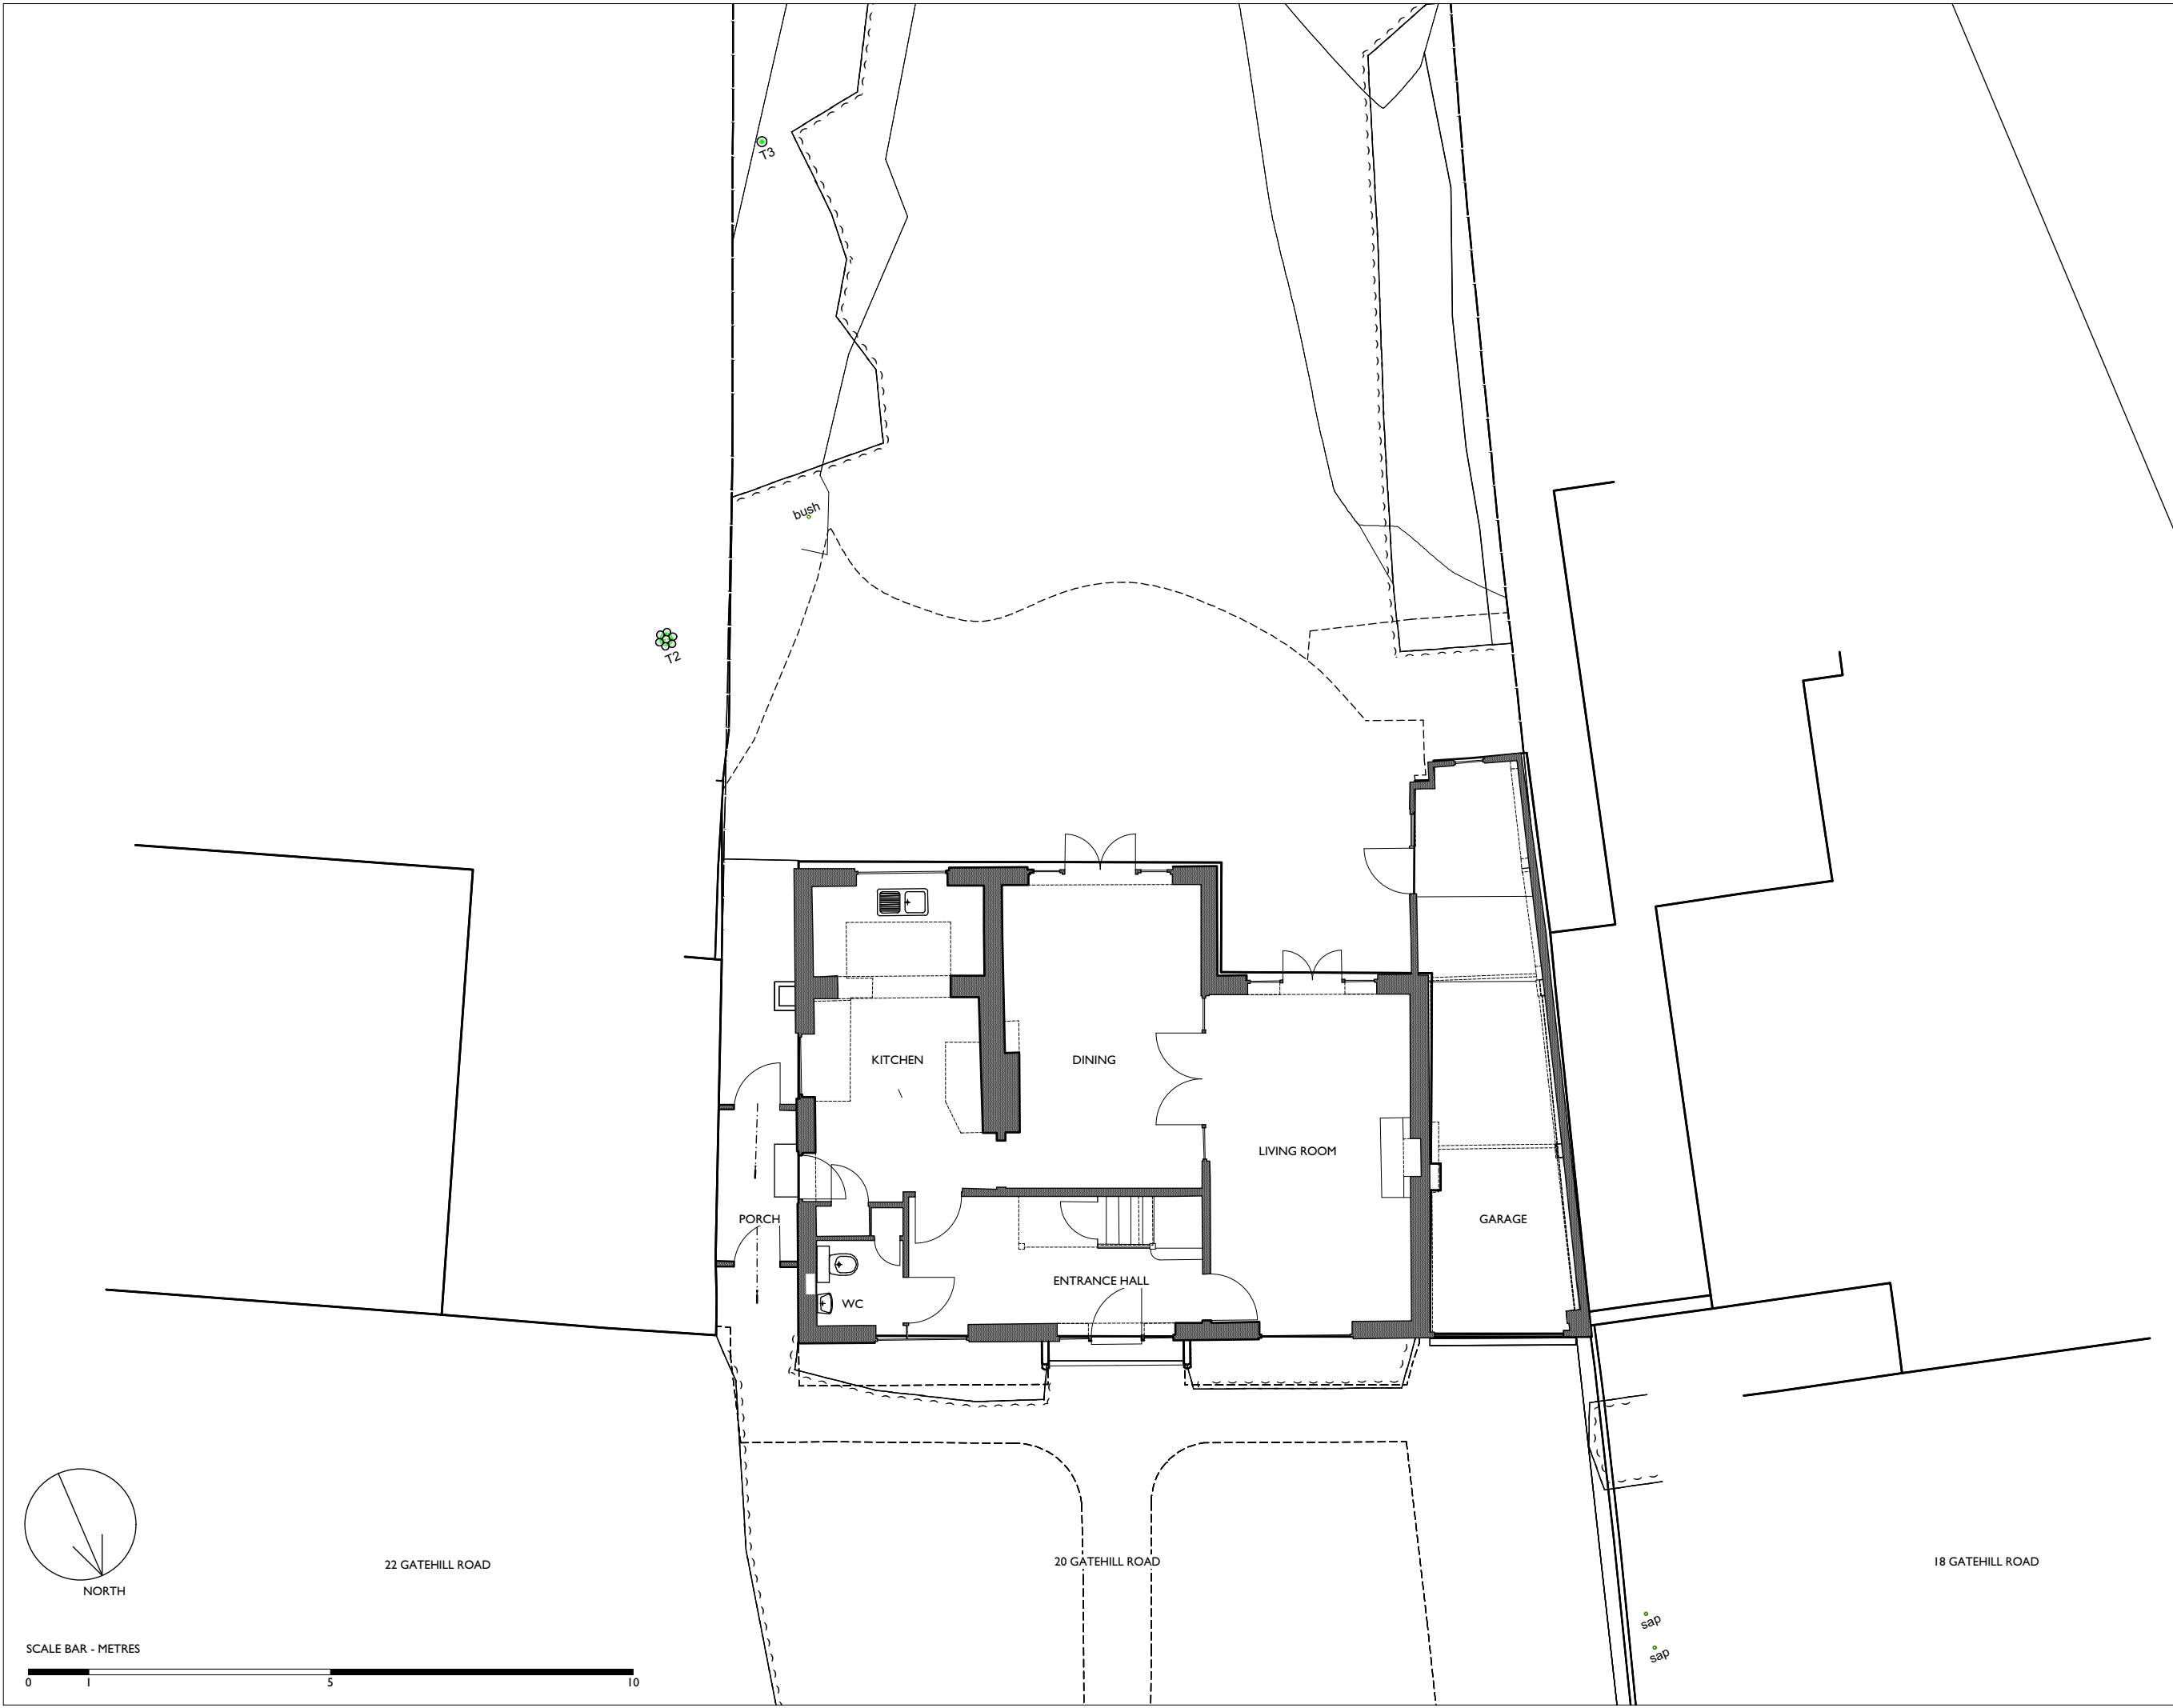 T3
bush
T2
KITCHEN
DINING
LIVING ROOM
PORCH
GARAGE
ENTRANCE HALL
WC
22 GATEHILL ROAD
20 GATEHILL ROAD
18 GATEHILL ROAD
NORTH
sap
sap
SCALE BAR - METRES
0 1 5 10